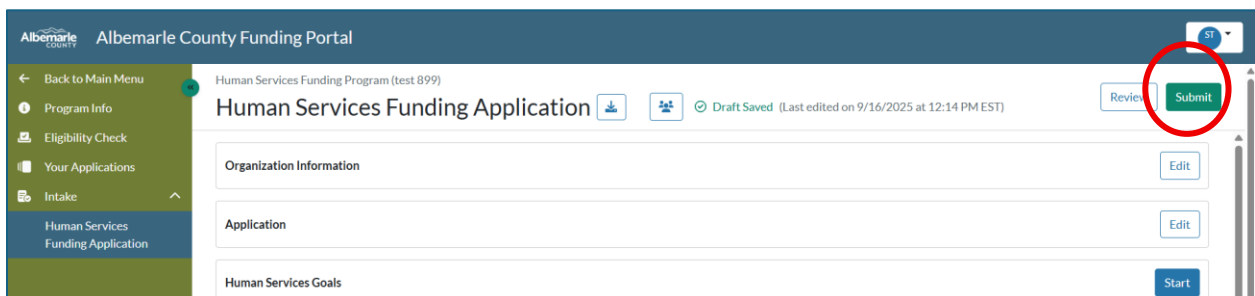 Albemarle
COUNTY
Albemarle County Funding Portal
ST
Back to Main Menu
Program Info
Eligibility Check
Your Applications
Intake
Human Services
Funding Application
Human Services Funding Program (test 899)
Human Services Funding Application
Draft Saved (Last edited on 9/16/2025 at 12:14 PM EST)
Review
Submit
Organization Information
Edit
Application
Edit
Human Services Goals
Start